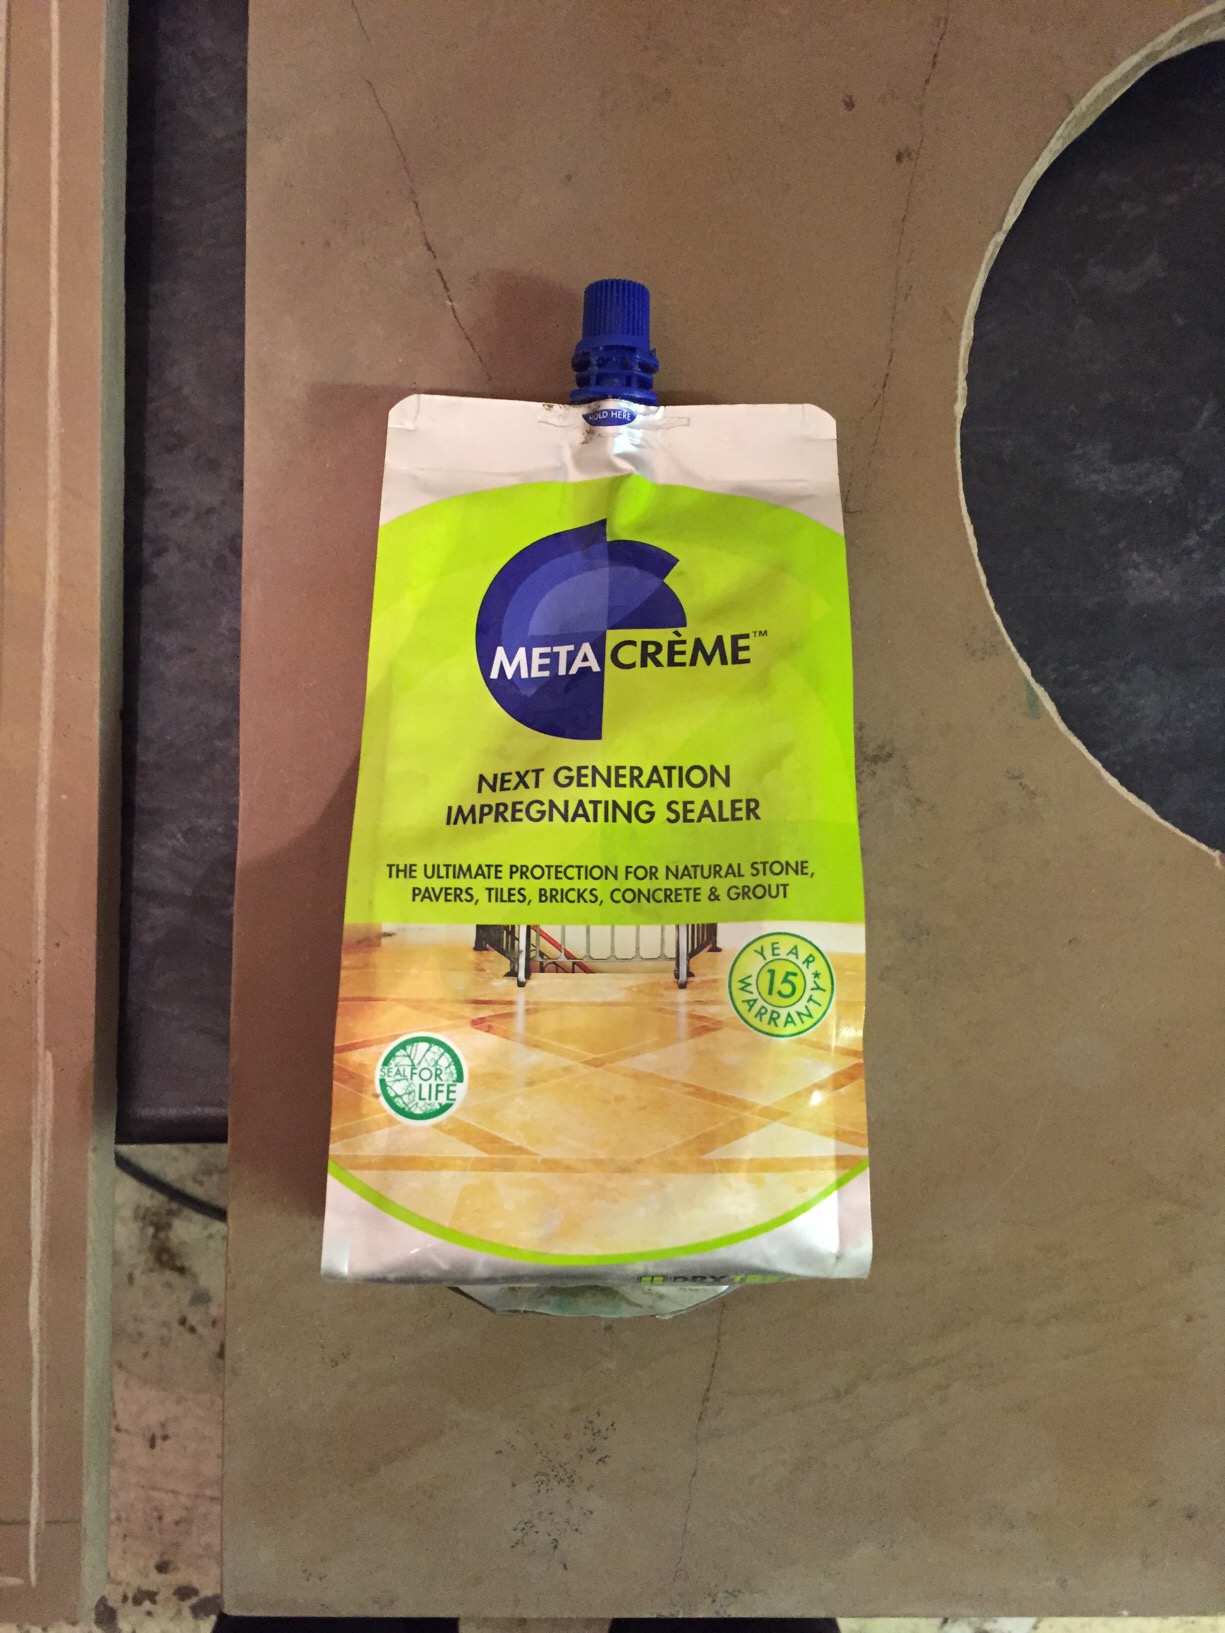 HOLD HERE
META CRÈME™
NEXT GENERATION
IMPREGNATING SEALER
THE ULTIMATE PROTECTION FOR NATURAL STONE,
PAVERS, TILES, BRICKS, CONCRETE & GROUT
YEAR
15
WARRANTY*
SEAL FOR
LIFE
DRY